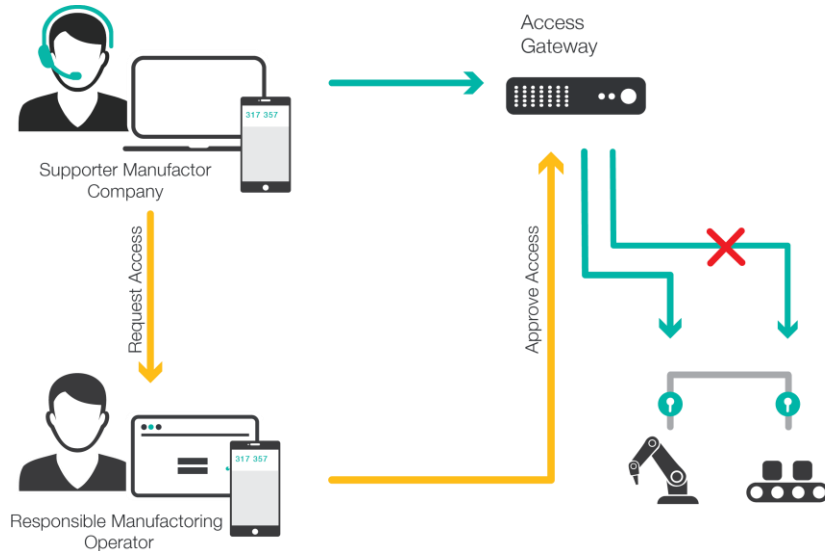 Access
Gateway
317 357
Supporter Manufactor
Company
Request Access
Approve Access
317 357
Responsible Manufactoring
Operator